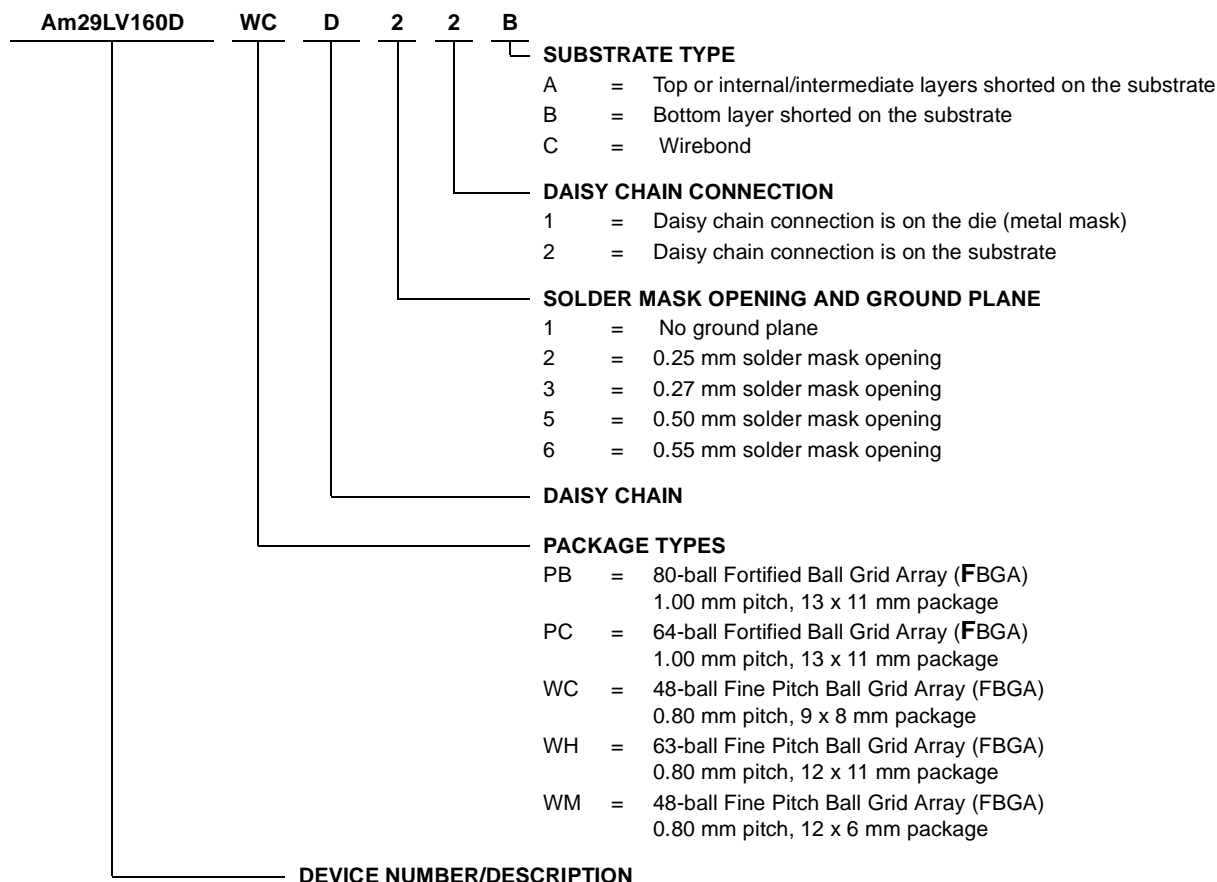 Am29LV160D WC D 2 2 B
SUBSTRATE TYPE
A = Top or internal/intermediate layers shorted on the substrate
B = Bottom layer shorted on the substrate
C = Wirebond
DAISY CHAIN CONNECTION
1 = Daisy chain connection is on the die (metal mask)
2 = Daisy chain connection is on the substrate
SOLDER MASK OPENING AND GROUND PLANE
1 = No ground plane
2 = 0.25 mm solder mask opening
3 = 0.27 mm solder mask opening
5 = 0.50 mm solder mask opening
6 = 0.55 mm solder mask opening
DAISY CHAIN
PACKAGE TYPES
PB = 80-ball Fortified Ball Grid Array (FBGA)
1.00 mm pitch, 13 x 11 mm package
PC = 64-ball Fortified Ball Grid Array (FBGA)
1.00 mm pitch, 13 x 11 mm package
WC = 48-ball Fine Pitch Ball Grid Array (FBGA)
0.80 mm pitch, 9 x 8 mm package
WH = 63-ball Fine Pitch Ball Grid Array (FBGA)
0.80 mm pitch, 12 x 11 mm package
WM = 48-ball Fine Pitch Ball Grid Array (FBGA)
0.80 mm pitch, 12 x 6 mm package
DEVICE NUMBER/DESCRIPTION